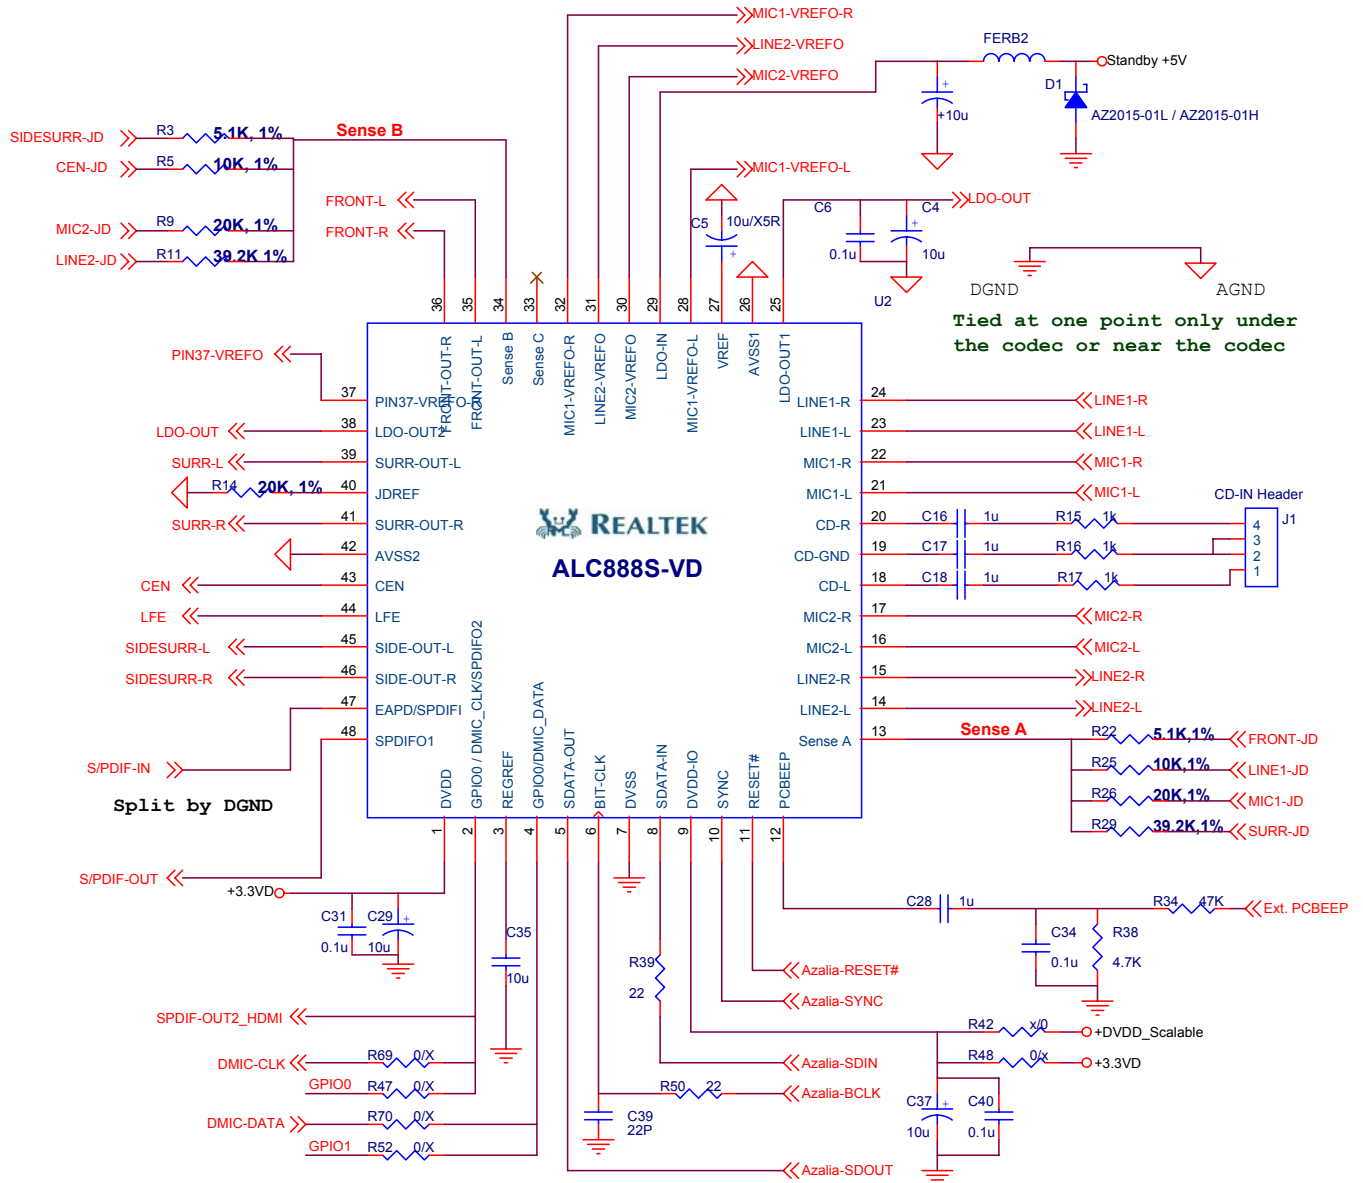 MIC1-VREFO-R
LINE2-VREFO
MIC2-VREFO
FERB2
Standby +5V
D1
+
+10u
AZ2015-01L / AZ2015-01H
SIDESURR-JD
R3
5.1K, 1%
Sense B
CEN-JD
R5
10K, 1%
MIC2-JD
R9
20K, 1%
LINE2-JD
R11
39.2K 1%
FRONT-L
FRONT-R
MIC1-VREFO-L
C5
10u/X5R
+
C6
0.1u
C4
+
10u
LDO-OUT
U2
DGND
AGND
Tied at one point only under
the codec or near the codec
36
35
34
33
32
31
30
29
28
27
26
25
FRONT-OUT-R
FRONT-OUT-L
Sense B
Sense C
MIC1-VREFO-R
LINE2-VREFO
MIC2-VREFO
LDO-IN
MIC1-VREFO-L
VREF
AVSS1
LDO-OUT1
PIN37-VREFO
37
PIN37-VREFO-R
LDO-OUT
38
LDO-OUT2
SURR-L
39
SURR-OUT-L
R14
20K, 1%
40
JDREF
SURR-R
41
SURR-OUT-R
42
AVSS2
CEN
43
CEN
LFE
44
LFE
SIDESURR-L
45
SIDE-OUT-L
SIDESURR-R
46
SIDE-OUT-R
47
EAPD/SPDIFI
48
SPDIFO1
S/PDIF-IN
Split by DGND
S/PDIF-OUT
REALTEK
ALC888S-VD
LINE1-R
24
LINE1-R
LINE1-L
23
LINE1-L
MIC1-R
22
MIC1-R
MIC1-L
21
MIC1-L
CD-R
20
C16
1u
R15
1k
CD-GND
19
C17
1u
R16
1k
CD-L
18
C18
1u
R17
1k
CD-IN Header
J1
4
3
2
1
MIC2-R
17
MIC2-R
MIC2-L
16
MIC2-L
LINE2-R
15
LINE2-R
LINE2-L
14
LINE2-L
Sense A
13
Sense A
R22
5.1K,1%
FRONT-JD
R25
10K,1%
LINE1-JD
R26
20K,1%
MIC1-JD
R29
39.2K,1%
SURR-JD
DVDD
GPIO0 / DMIC_CLK/SPDIFO2
REGREF
GPIO0/DMIC_DATA
SDATA-OUT
BIT-CLK
DVSS
SDATA-IN
DVDD-IO
SYNC
RESET#
PCBEEP
1
2
3
4
5
6
7
8
9
10
11
12
+3.3VD
C31
0.1u
C29
+
10u
C35
10u
SPDIF-OUT2_HDMI
DMIC-CLK
R69
0/X
GPIO0
R47
0/X
DMIC-DATA
R70
0/X
GPIO1
R52
0/X
C28
1u
R34
47K
Ext. PCBEEP
C34
0.1u
R38
4.7K
R39
22
Azalia-RESET#
Azalia-SYNC
Azalia-SDIN
R50
22
Azalia-BCLK
C39
22P
Azalia-SDOUT
R42
x/0
+DVDD_Scalable
R48
0/x
+3.3VD
C37
+
10u
C40
0.1u